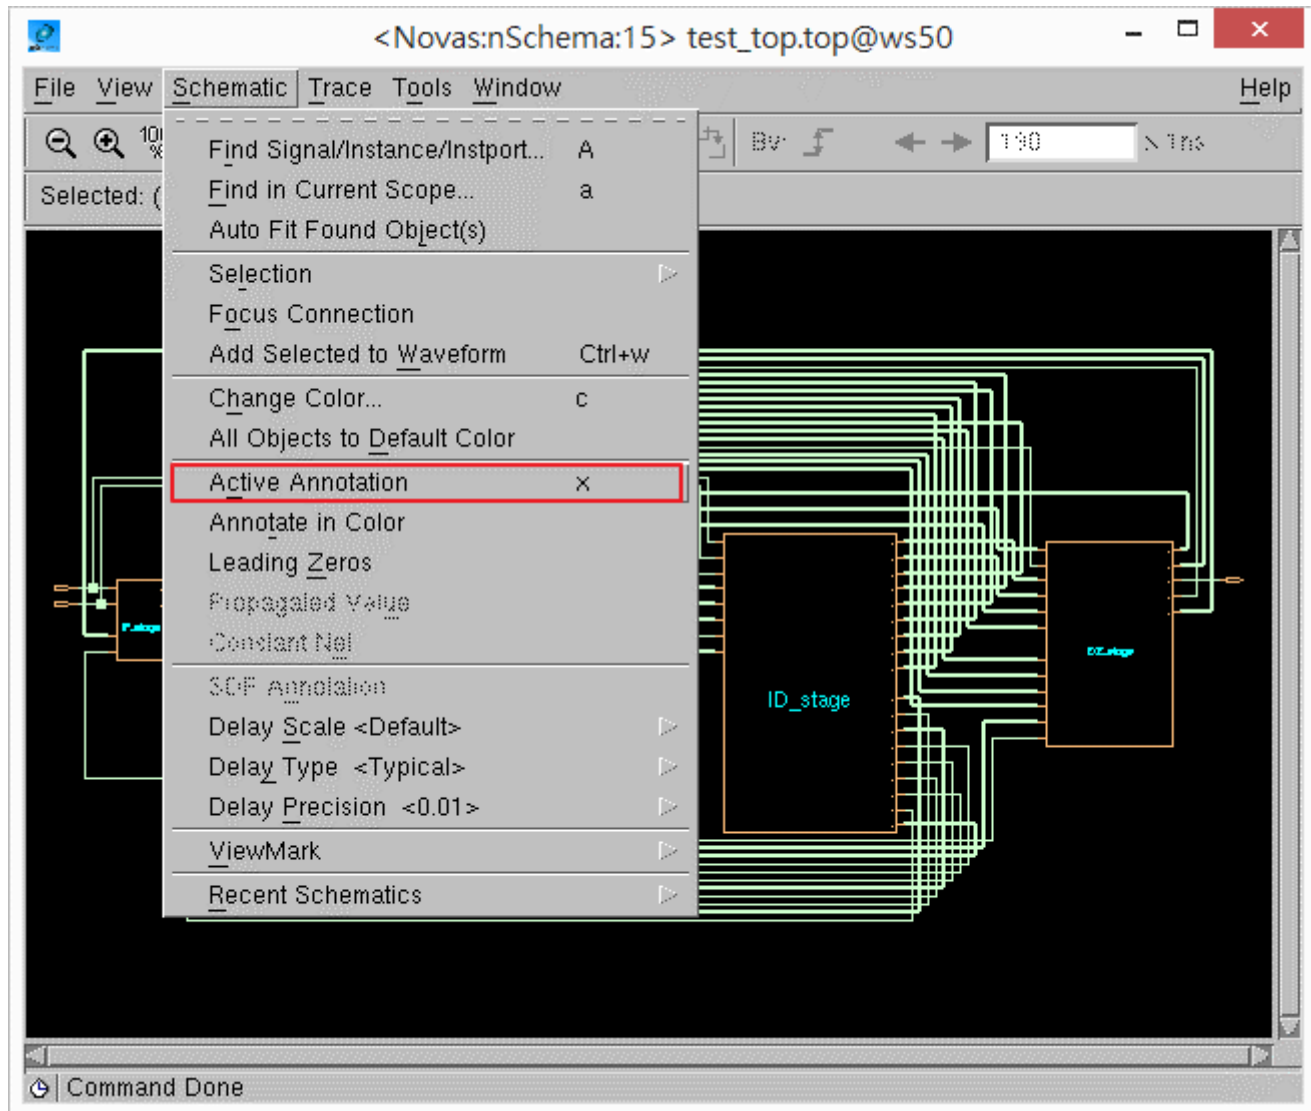 <Novas:nSchema:15> test_top.top@ws50
File View Schematic Trace Tools Window Help
By: 190 x 1ns
Selected: (
Find Signal/Instance/Instport... A
Find in Current Scope... a
Auto Fit Found Object(s)
Selection
Focus Connection
Add Selected to Waveform Ctrl+w
Change Color... c
All Objects to Default Color
Active Annotation x
Annotate in Color
Leading Zeros
Propagated Value
Constant Net
SDF Annotation
Delay Scale <Default>
Delay Type <Typical>
Delay Precision <0.01>
ViewMark
Recent Schematics
ID_stage
Command Done